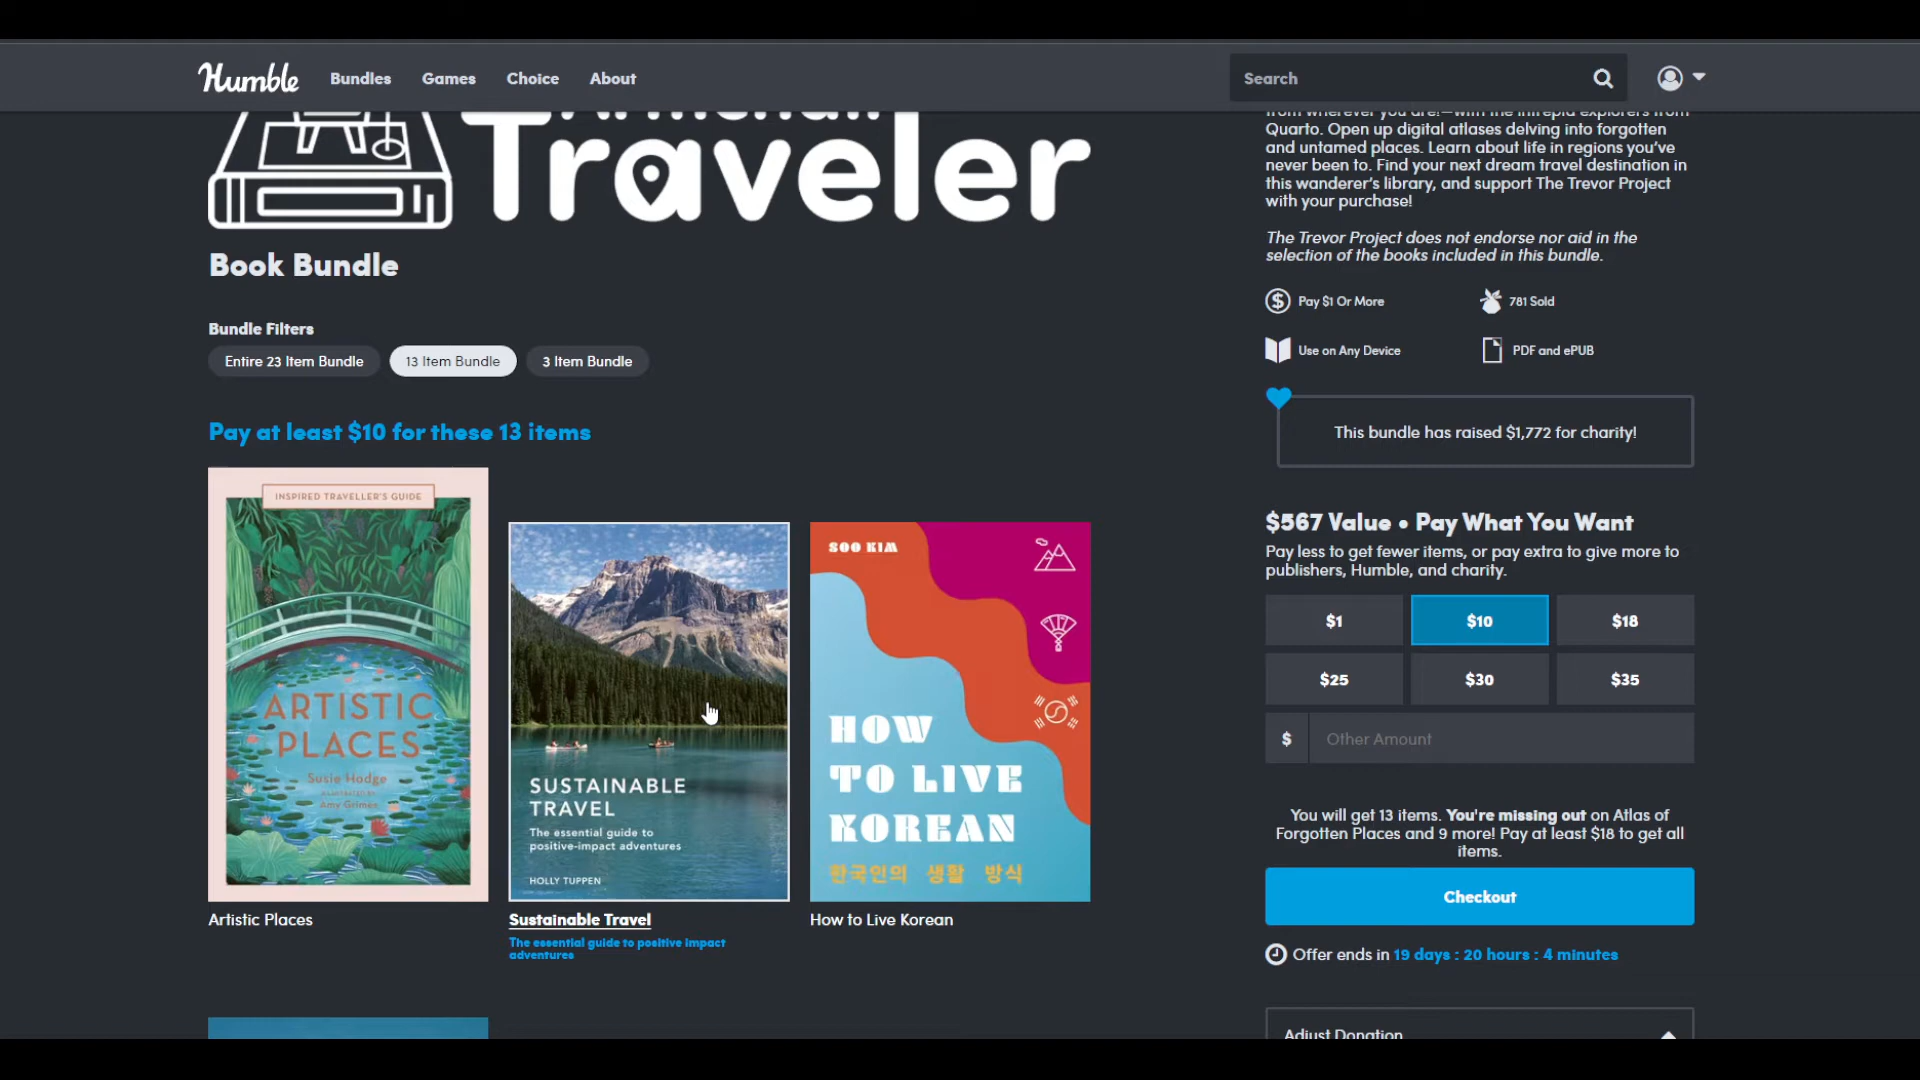 Humble
Bundles
Games
Choice
About
Search
Traveler
Book Bundle
Bundle Filters
Entire 23 Item Bundle
13 Item Bundle
3 Item Bundle
Pay at least $10 for these 13 items
INSPIRED TRAVELLER'S GUIDE
ARTISTIC
PLACES
Susie Hodge
ILLUSTRATED BY
Amy Grimes
Artistic Places
SUSTAINABLE
TRAVEL
The essential guide to
positive-impact adventures
HOLLY TUPPEN
Sustainable Travel
The essential guide to positive impact
adventures
SOO KIM
HOW
TO LIVE
KOREAN
한국인의 생활 방식
How to Live Korean
from wherever you are!—with the intrepid explorers from
Quarto. Open up digital atlases delving into forgotten
and untamed places. Learn about life in regions you've
never been to. Find your next dream travel destination in
this wanderer's library, and support The Trevor Project
with your purchase!
The Trevor Project does not endorse nor aid in the
selection of the books included in this bundle.
Pay $1 Or More
781 Sold
Use on Any Device
PDF and ePUB
This bundle has raised $1,772 for charity!
$567 Value • Pay What You Want
Pay less to get fewer items, or pay extra to give more to
publishers, Humble, and charity.
$1
$10
$18
$25
$30
$35
$
Other Amount
You will get 13 items. You're missing out on Atlas of
Forgotten Places and 9 more! Pay at least $18 to get all
items.
Checkout
Offer ends in 19 days : 20 hours : 4 minutes
Adjust Donation